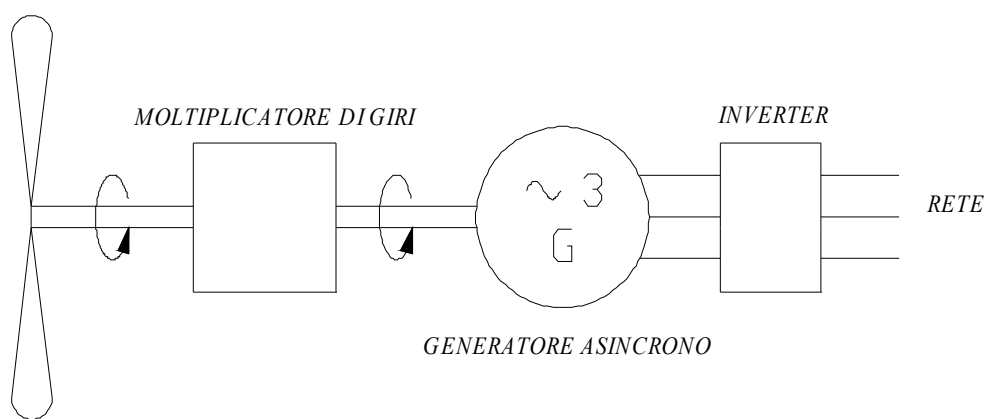 MOLTIPLICATORE DI GIRI
INVERTER
~ 3
G
RETE
GENERATORE ASINCRONO